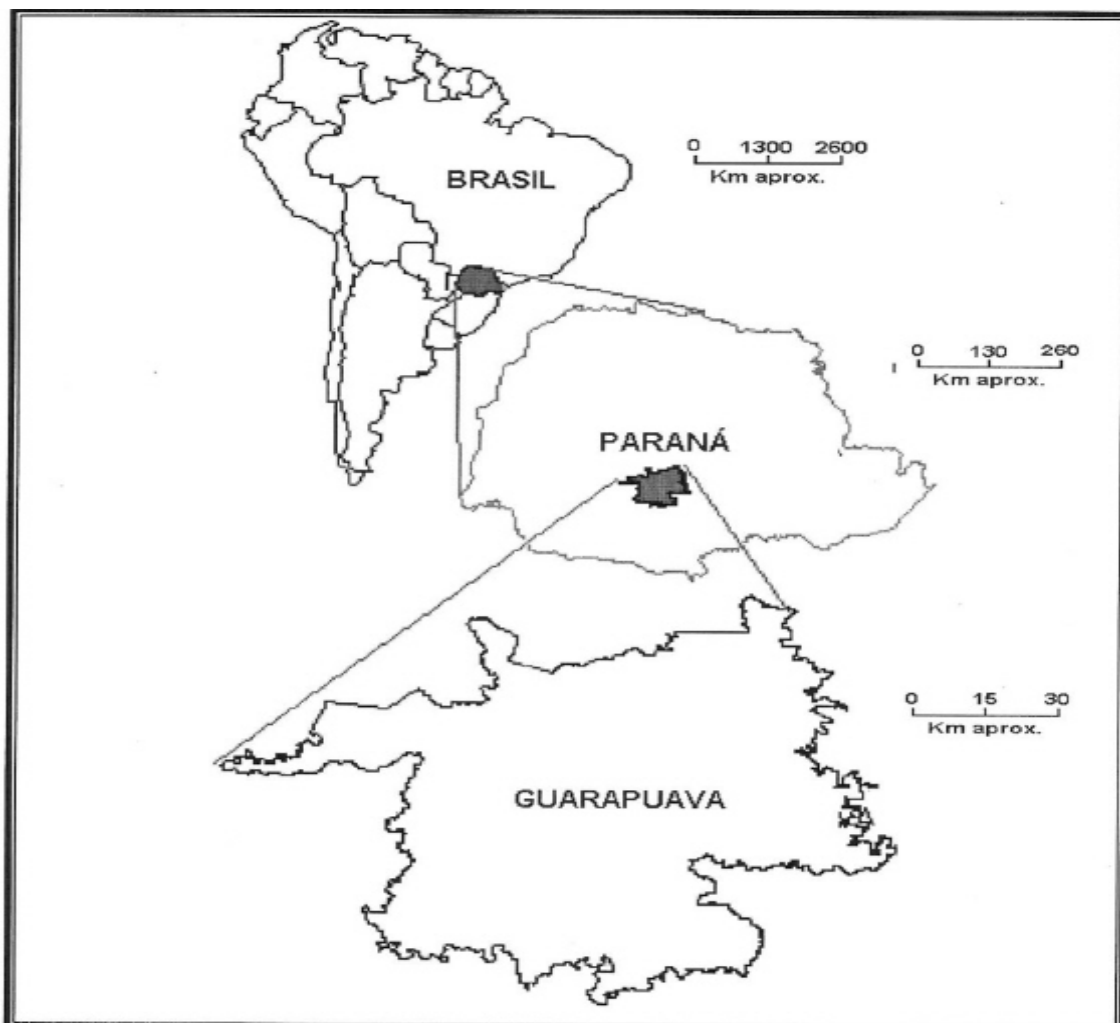 0 1300 2600
Km aprox.
BRASIL
0 130 260
Km aprox.
PARANÁ
0 15 30
Km aprox.
GUARAPUAVA